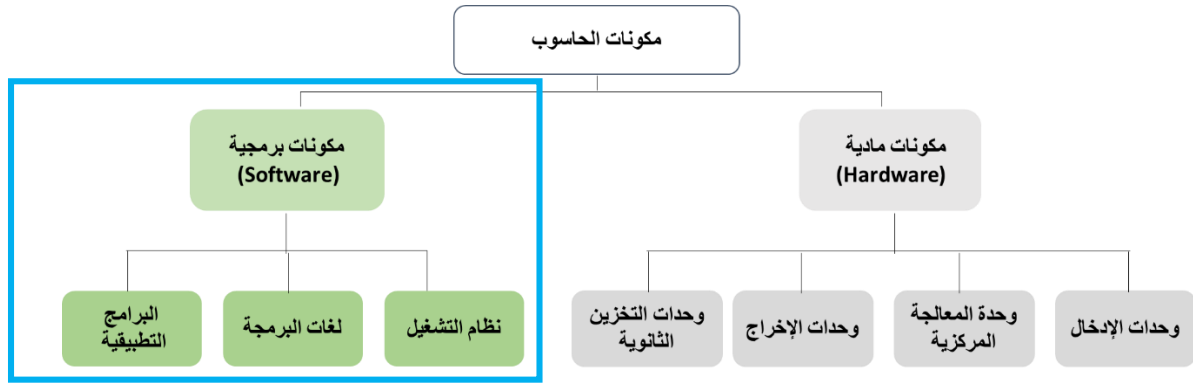 مكونات الحاسوب
مكونات مادية
(Hardware)
مكونات برمجية
(Software)
وحدات الإدخال
وحدة المعالجة
المركزية
وحدات الإخراج
وحدات التخزين
الثانوية
نظام التشغيل
لغات البرمجة
البرامج
التطبيقية